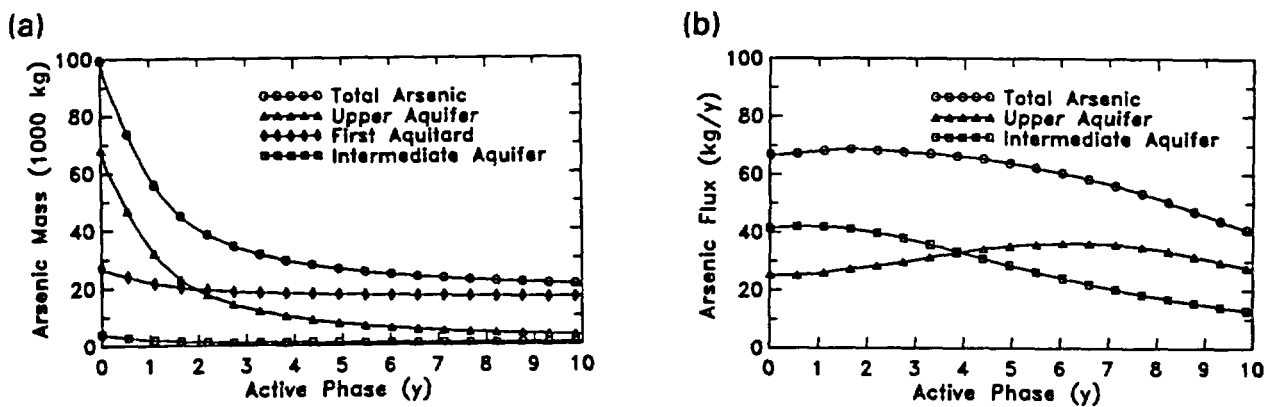 (a)
Arsenic Mass (1000 kg)
100
80
60
40
20
0
Total Arsenic
Upper Aquifer
First Aquitard
Intermediate Aquifer
0 1 2 3 4 5 6 7 8 9 10
Active Phase (y)
(b)
Arsenic Flux (kg/y)
100
80
60
40
20
0
Total Arsenic
Upper Aquifer
Intermediate Aquifer
0 1 2 3 4 5 6 7 8 9 10
Active Phase (y)